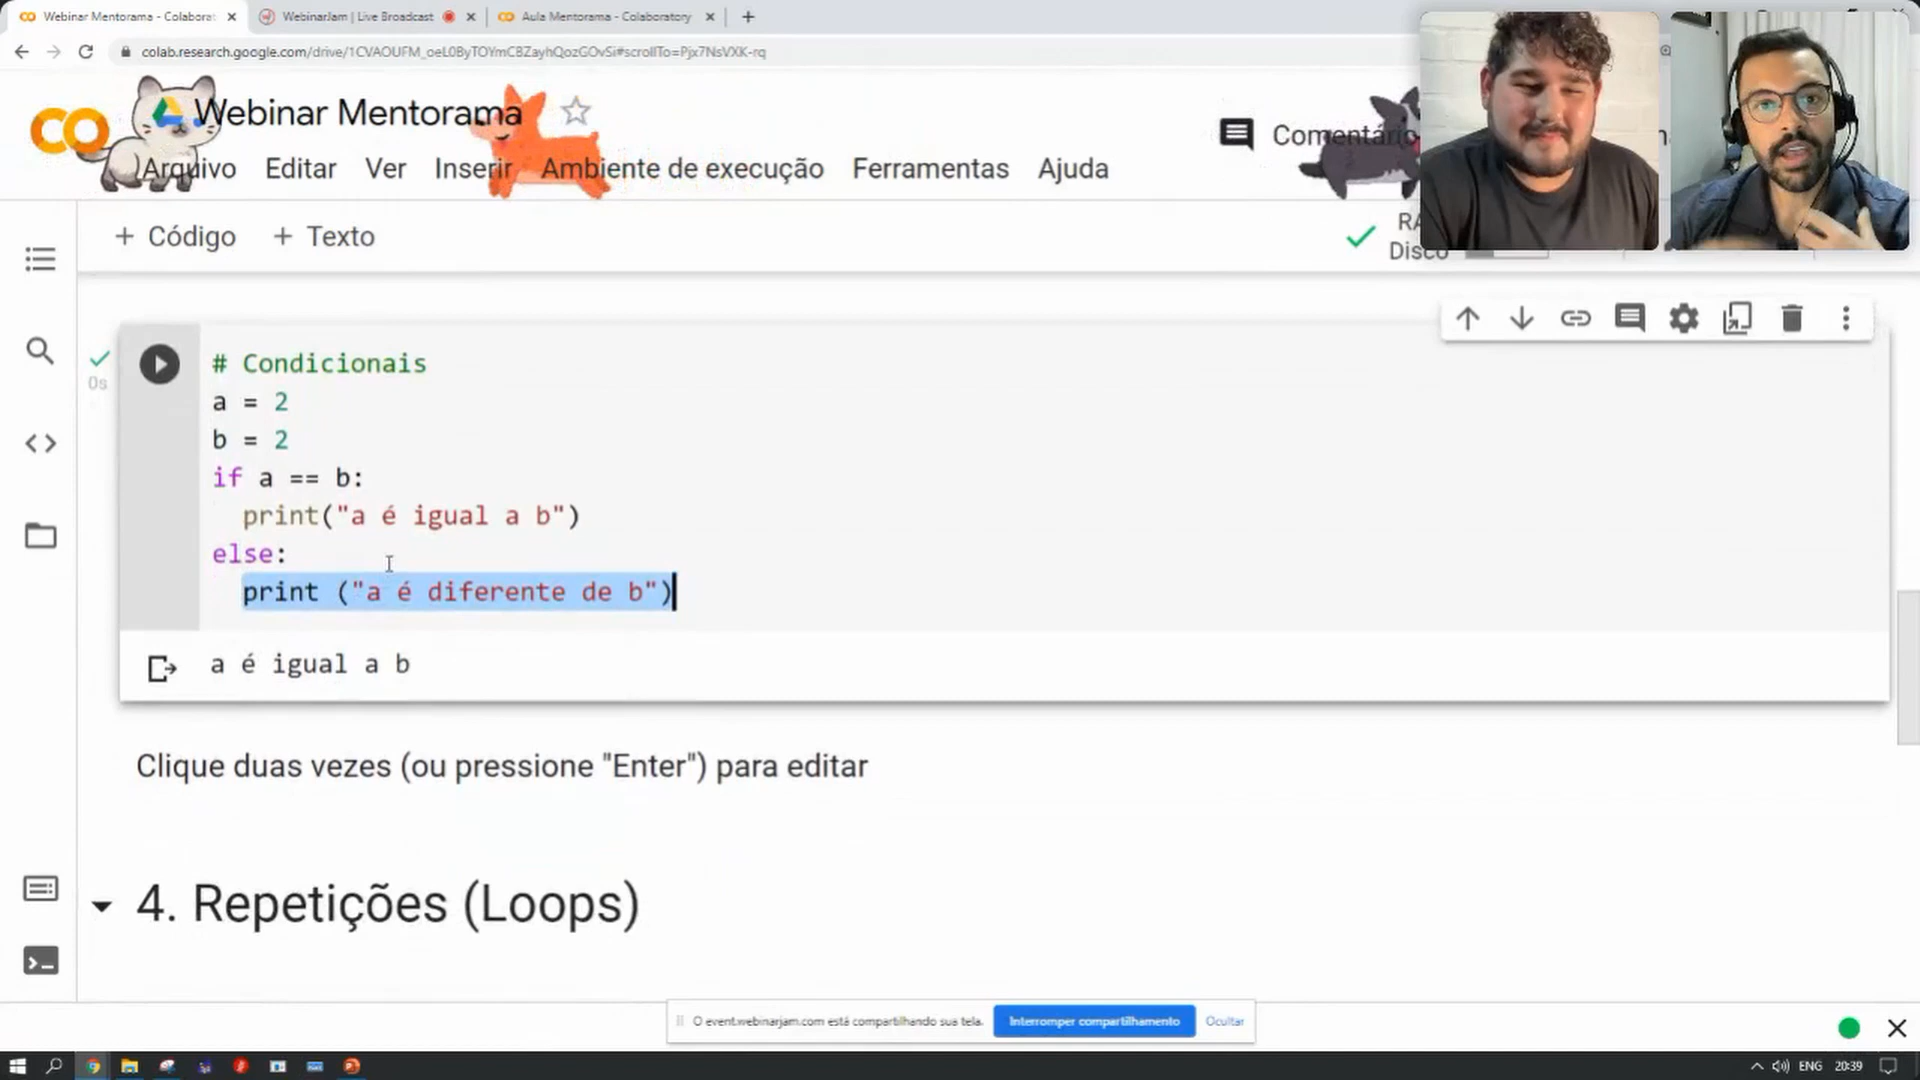 Webinar Mentorama - Colaborat
WebinarJam | Live Broadcast
Aula Mentorama - Colaboratory
colab.research.google.com/drive/1CVAOUFM_oeL0ByTOYmCBZayhQozGOvSi#scrollTo=Pjx7NsVXK-rq
CO
Webinar Mentorama
Comentário
Arquivo Editar Ver Inserir Ambiente de execução Ferramentas Ajuda
+ Código + Texto
RA
Disco
0s
# Condicionais
a = 2
b = 2
if a == b:
print("a é igual a b")
else:
print ("a é diferente de b")
a é igual a b
Clique duas vezes (ou pressione "Enter") para editar
4. Repetições (Loops)
O event.webinarjam.com está compartilhando sua tela.
Interromper compartilhamento
Ocultar
ENG 20:39